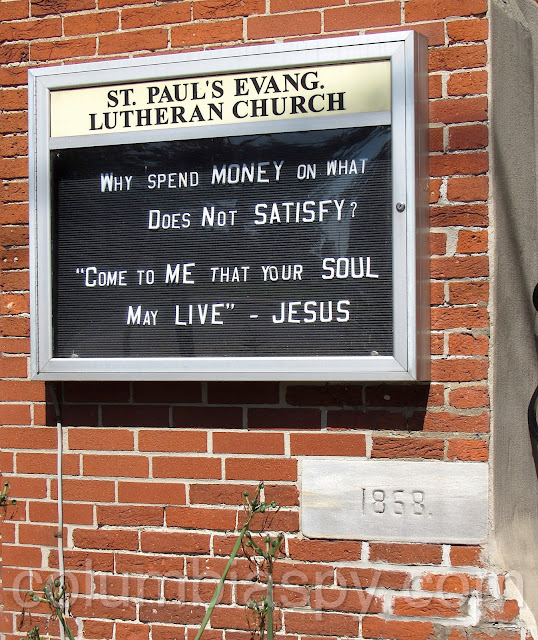 ST. PAUL'S EVANG.
LUTHERAN CHURCH
WHY SPEND MONEY ON WHAT
DOES NOT SATISFY?
"COME TO ME THAT YOUR SOUL
MAY LIVE" - JESUS
1868.
columbiaspy.com